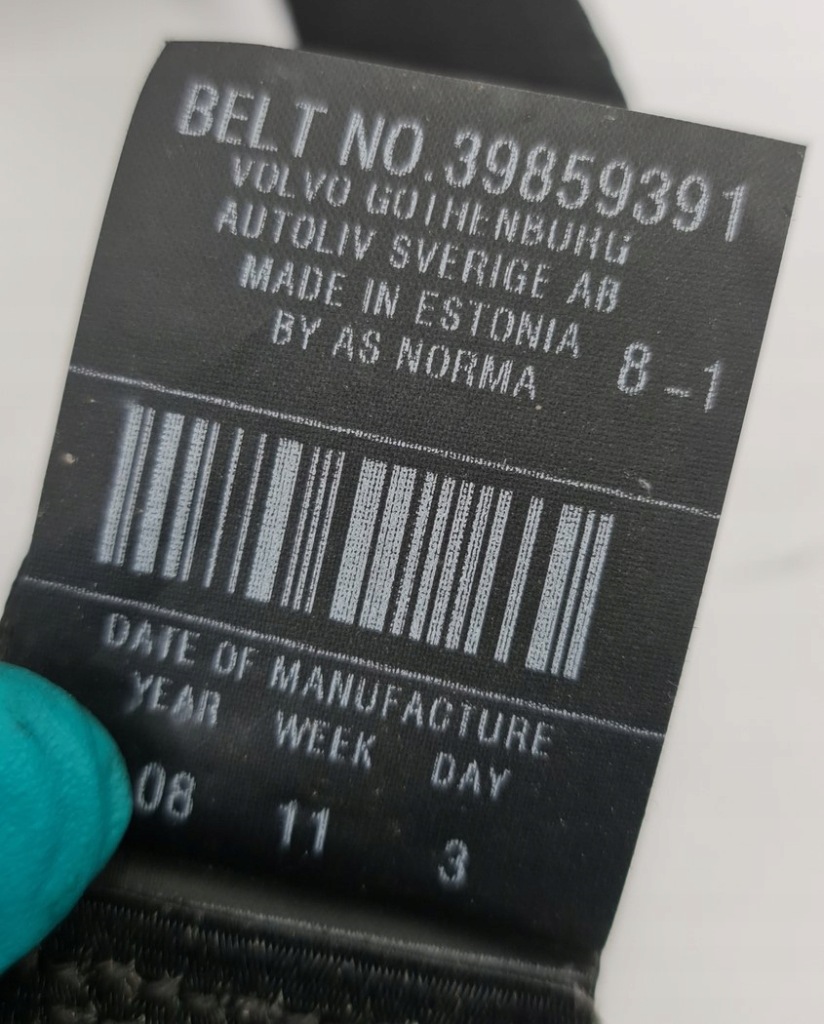 BELT NO.39859391
VOLVO GOTHENBURG
AUTOLIV SVERIGE AB
MADE IN ESTONIA
BY AS NORMA 8-1
DATE OF MANUFACTURE
YEAR WEEK DAY
08 11 3